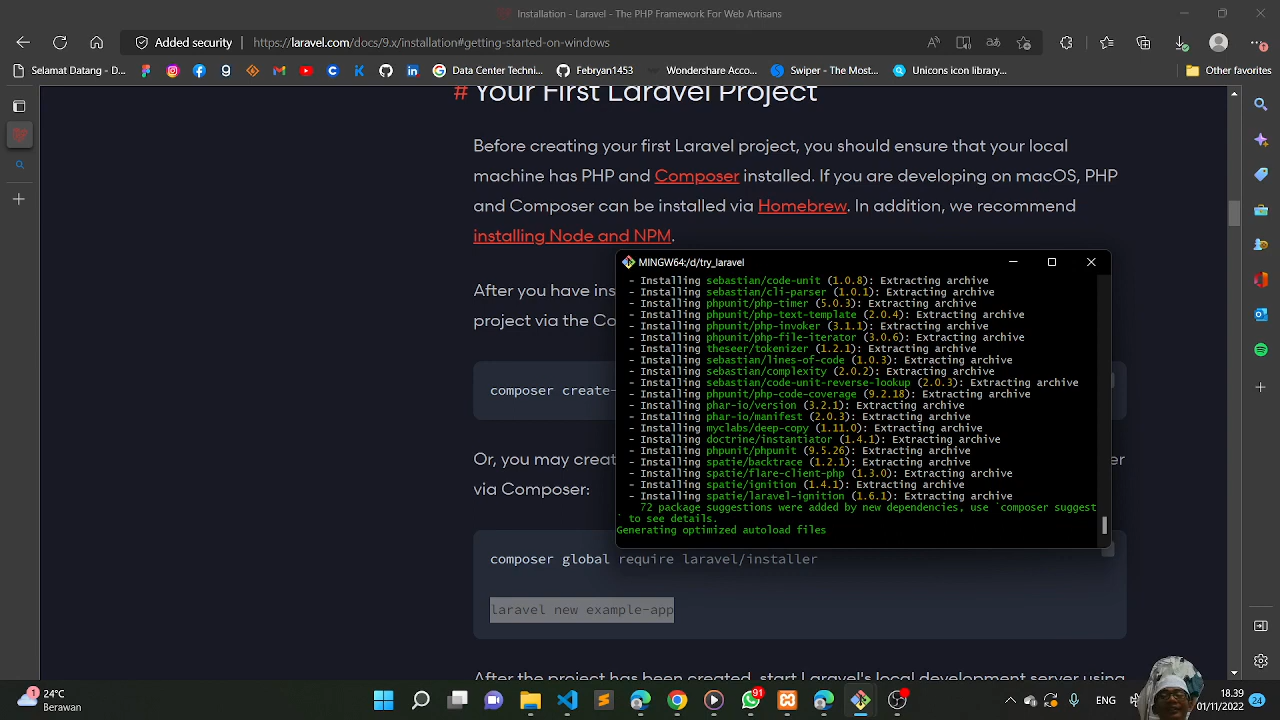 Installation - Laravel - The PHP Framework For Web Artisans
Added security
https://laravel.com/docs/9.x/installation#getting-started-on-windows
Selamat Datang - D...
Data Center Techni...
Febryan1453
Wondershare Acco...
Swiper - The Most...
Unicons icon library...
Other favorites
# Your First Laravel Project
Before creating your first Laravel project, you should ensure that your local
machine has PHP and Composer installed. If you are developing on macOS, PHP
and Composer can be installed via Homebrew. In addition, we recommend
installing Node and NPM.
After you have ins
project via the Co
composer create-
Or, you may creat
er
via Composer:
composer global require laravel/installer
laravel new example-app
After the project has been created, start Laravel's local development server using
MINGW64:/d/try_laravel
- Installing sebastian/code-unit (1.0.8): Extracting archive
- Installing sebastian/cli-parser (1.0.1): Extracting archive
- Installing phpunit/php-timer (5.0.3): Extracting archive
- Installing phpunit/php-text-template (2.0.4): Extracting archive
- Installing phpunit/php-invoker (3.1.1): Extracting archive
- Installing phpunit/php-file-iterator (3.0.6): Extracting archive
- Installing theseer/tokenizer (1.2.1): Extracting archive
- Installing sebastian/lines-of-code (1.0.3): Extracting archive
- Installing sebastian/complexity (2.0.2): Extracting archive
- Installing sebastian/code-unit-reverse-lookup (2.0.3): Extracting archive
- Installing phpunit/php-code-coverage (9.2.18): Extracting archive
- Installing phar-io/version (3.2.1): Extracting archive
- Installing phar-io/manifest (2.0.3): Extracting archive
- Installing myclabs/deep-copy (1.11.0): Extracting archive
- Installing doctrine/instantiator (1.4.1): Extracting archive
- Installing phpunit/phpunit (9.5.26): Extracting archive
- Installing spatie/backtrace (1.2.1): Extracting archive
- Installing spatie/flare-client-php (1.3.0): Extracting archive
- Installing spatie/ignition (1.4.1): Extracting archive
- Installing spatie/laravel-ignition (1.6.1): Extracting archive
72 package suggestions were added by new dependencies, use `composer suggest
` to see details.
Generating optimized autoload files
1
24°C
Berawan
91
ENG
18.39
01/11/2022
24